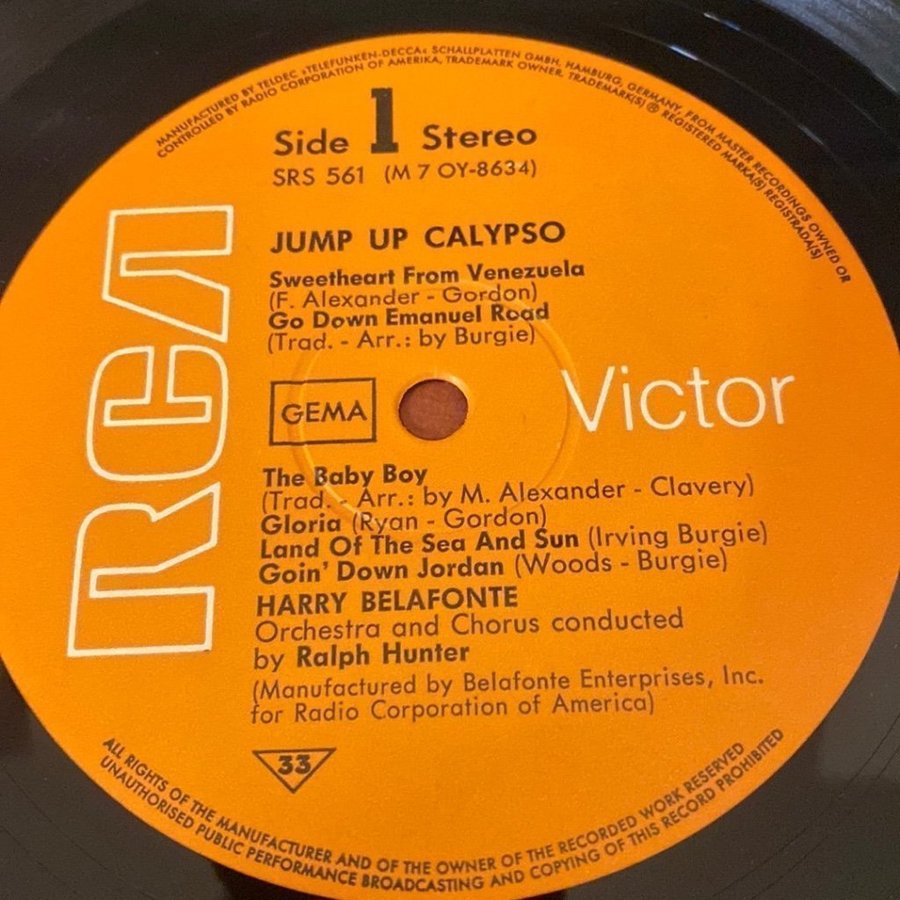 MANUFACTURED BY TELDEC »TELEFUNKEN-DECCA« SCHALLPLATTEN GMBH, HAMBURG, GERMANY, FROM MASTER RECORDINGS OWNED OR
CONTROLLED BY RADIO CORPORATION OF AMERIKA, TRADEMARK OWNER. TRADEMARK(S) ® REGISTERED MARKA(S) REGISTRADA(S)
Side 1 Stereo
SRS 561 (M 7 OY-8634)
JUMP UP CALYPSO
Sweetheart From Venezuela
(F. Alexander - Gordon)
Go Down Emanuel Road
(Trad. - Arr.: by Burgie)
RCA
GEMA
Victor
The Baby Boy
(Trad. - Arr.: by M. Alexander - Clavery)
Gloria (Ryan - Gordon)
Land Of The Sea And Sun (Irving Burgie)
Goin' Down Jordan (Woods - Burgie)
HARRY BELAFONTE
Orchestra and Chorus conducted
by Ralph Hunter
(Manufactured by Belafonte Enterprises, Inc.
for Radio Corporation of America)
33
ALL RIGHTS OF THE MANUFACTURER AND OF THE OWNER OF THE RECORDED WORK RESERVED
UNAUTHORISED PUBLIC PERFORMANCE BROADCASTING AND COPYING OF THIS RECORD PROHIBITED